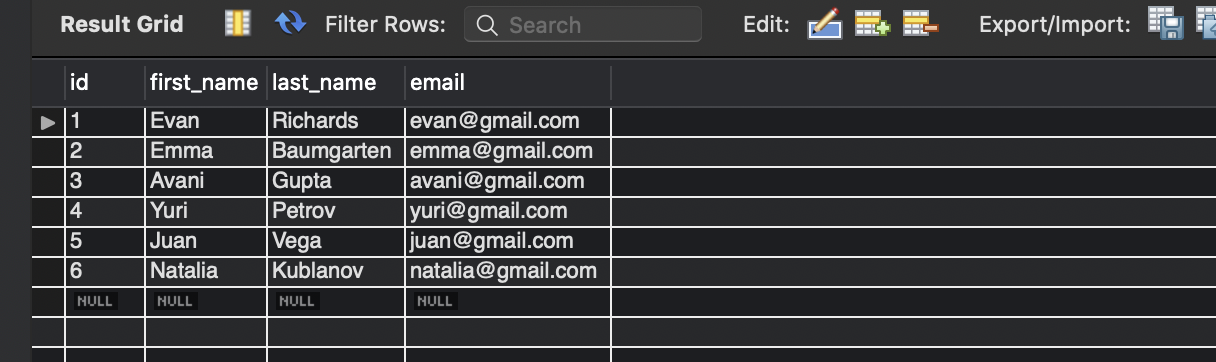 Result Grid Filter Rows: Search Edit: Export/Import:
id first_name last_name email
1 Evan Richards evan@gmail.com
2 Emma Baumgarten emma@gmail.com
3 Avani Gupta avani@gmail.com
4 Yuri Petrov yuri@gmail.com
5 Juan Vega juan@gmail.com
6 Natalia Kublanov natalia@gmail.com
NULL NULL NULL NULL